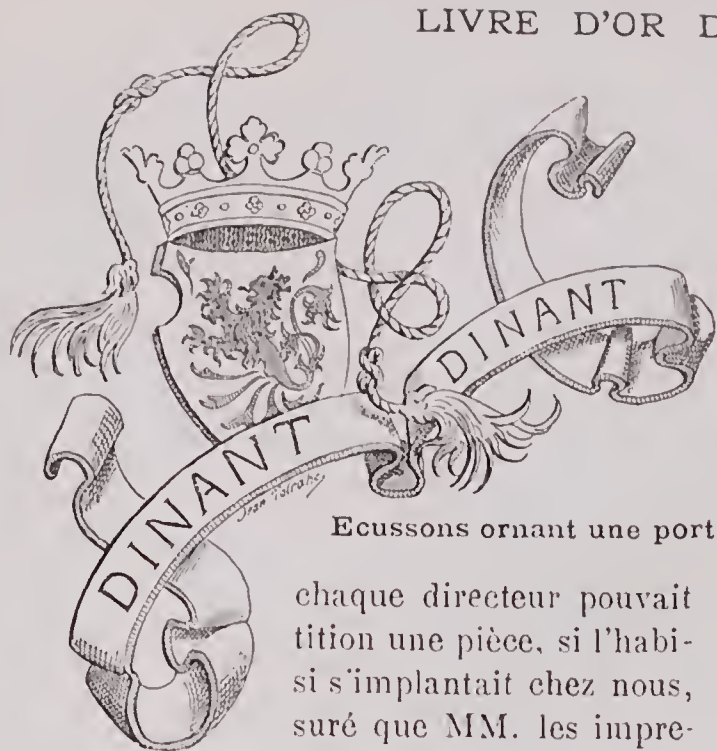 LIVRE D'OR D
DINANT
DINANT
Ecussons ornant une port
chaque directeur pouvait
tition une pièce, si l'habi-
si s'implantait chez nous,
suré que MM. les impre-